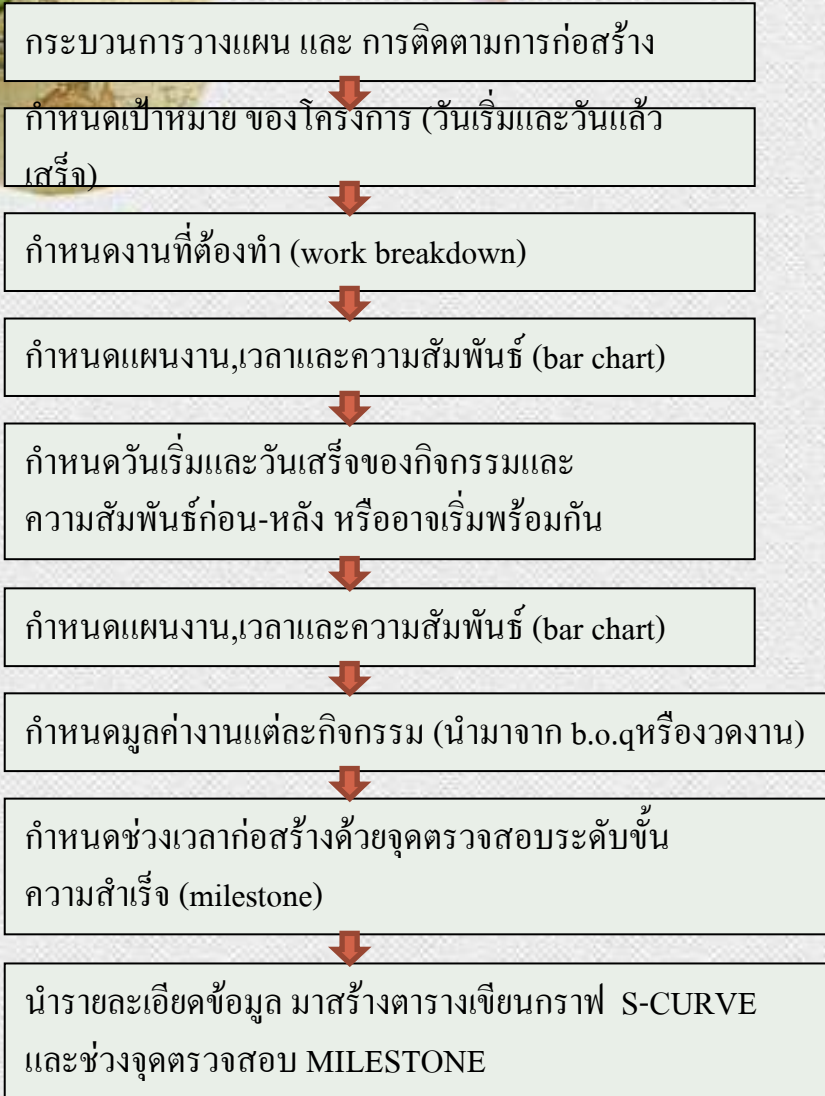 กระบวนการวางแผน และ การติดตามการก่อสร้าง
กำหนดเป้าหมาย ของโครงการ (วันเริ่มและวันแล้ว
เสร็จ)
กำหนดงานที่ต้องทำ (work breakdown)
กำหนดแผนงาน,เวลาและความสัมพันธ์ (bar chart)
กำหนดวันเริ่มและวันเสร็จของกิจกรรมและ
ความสัมพันธ์ก่อน-หลัง หรืออาจเริ่มพร้อมกัน
กำหนดแผนงาน,เวลาและความสัมพันธ์ (bar chart)
กำหนดมูลค่างานแต่ละกิจกรรม (นำมาจาก b.o.qหรืองวดงาน)
กำหนดช่วงเวลาก่อสร้างด้วยจุดตรวจสอบระดับขั้น
ความสำเร็จ (milestone)
นำรายละเอียดข้อมูล มาสร้างตารางเขียนกราฟ S-CURVE
และช่วงจุดตรวจสอบ MILESTONE